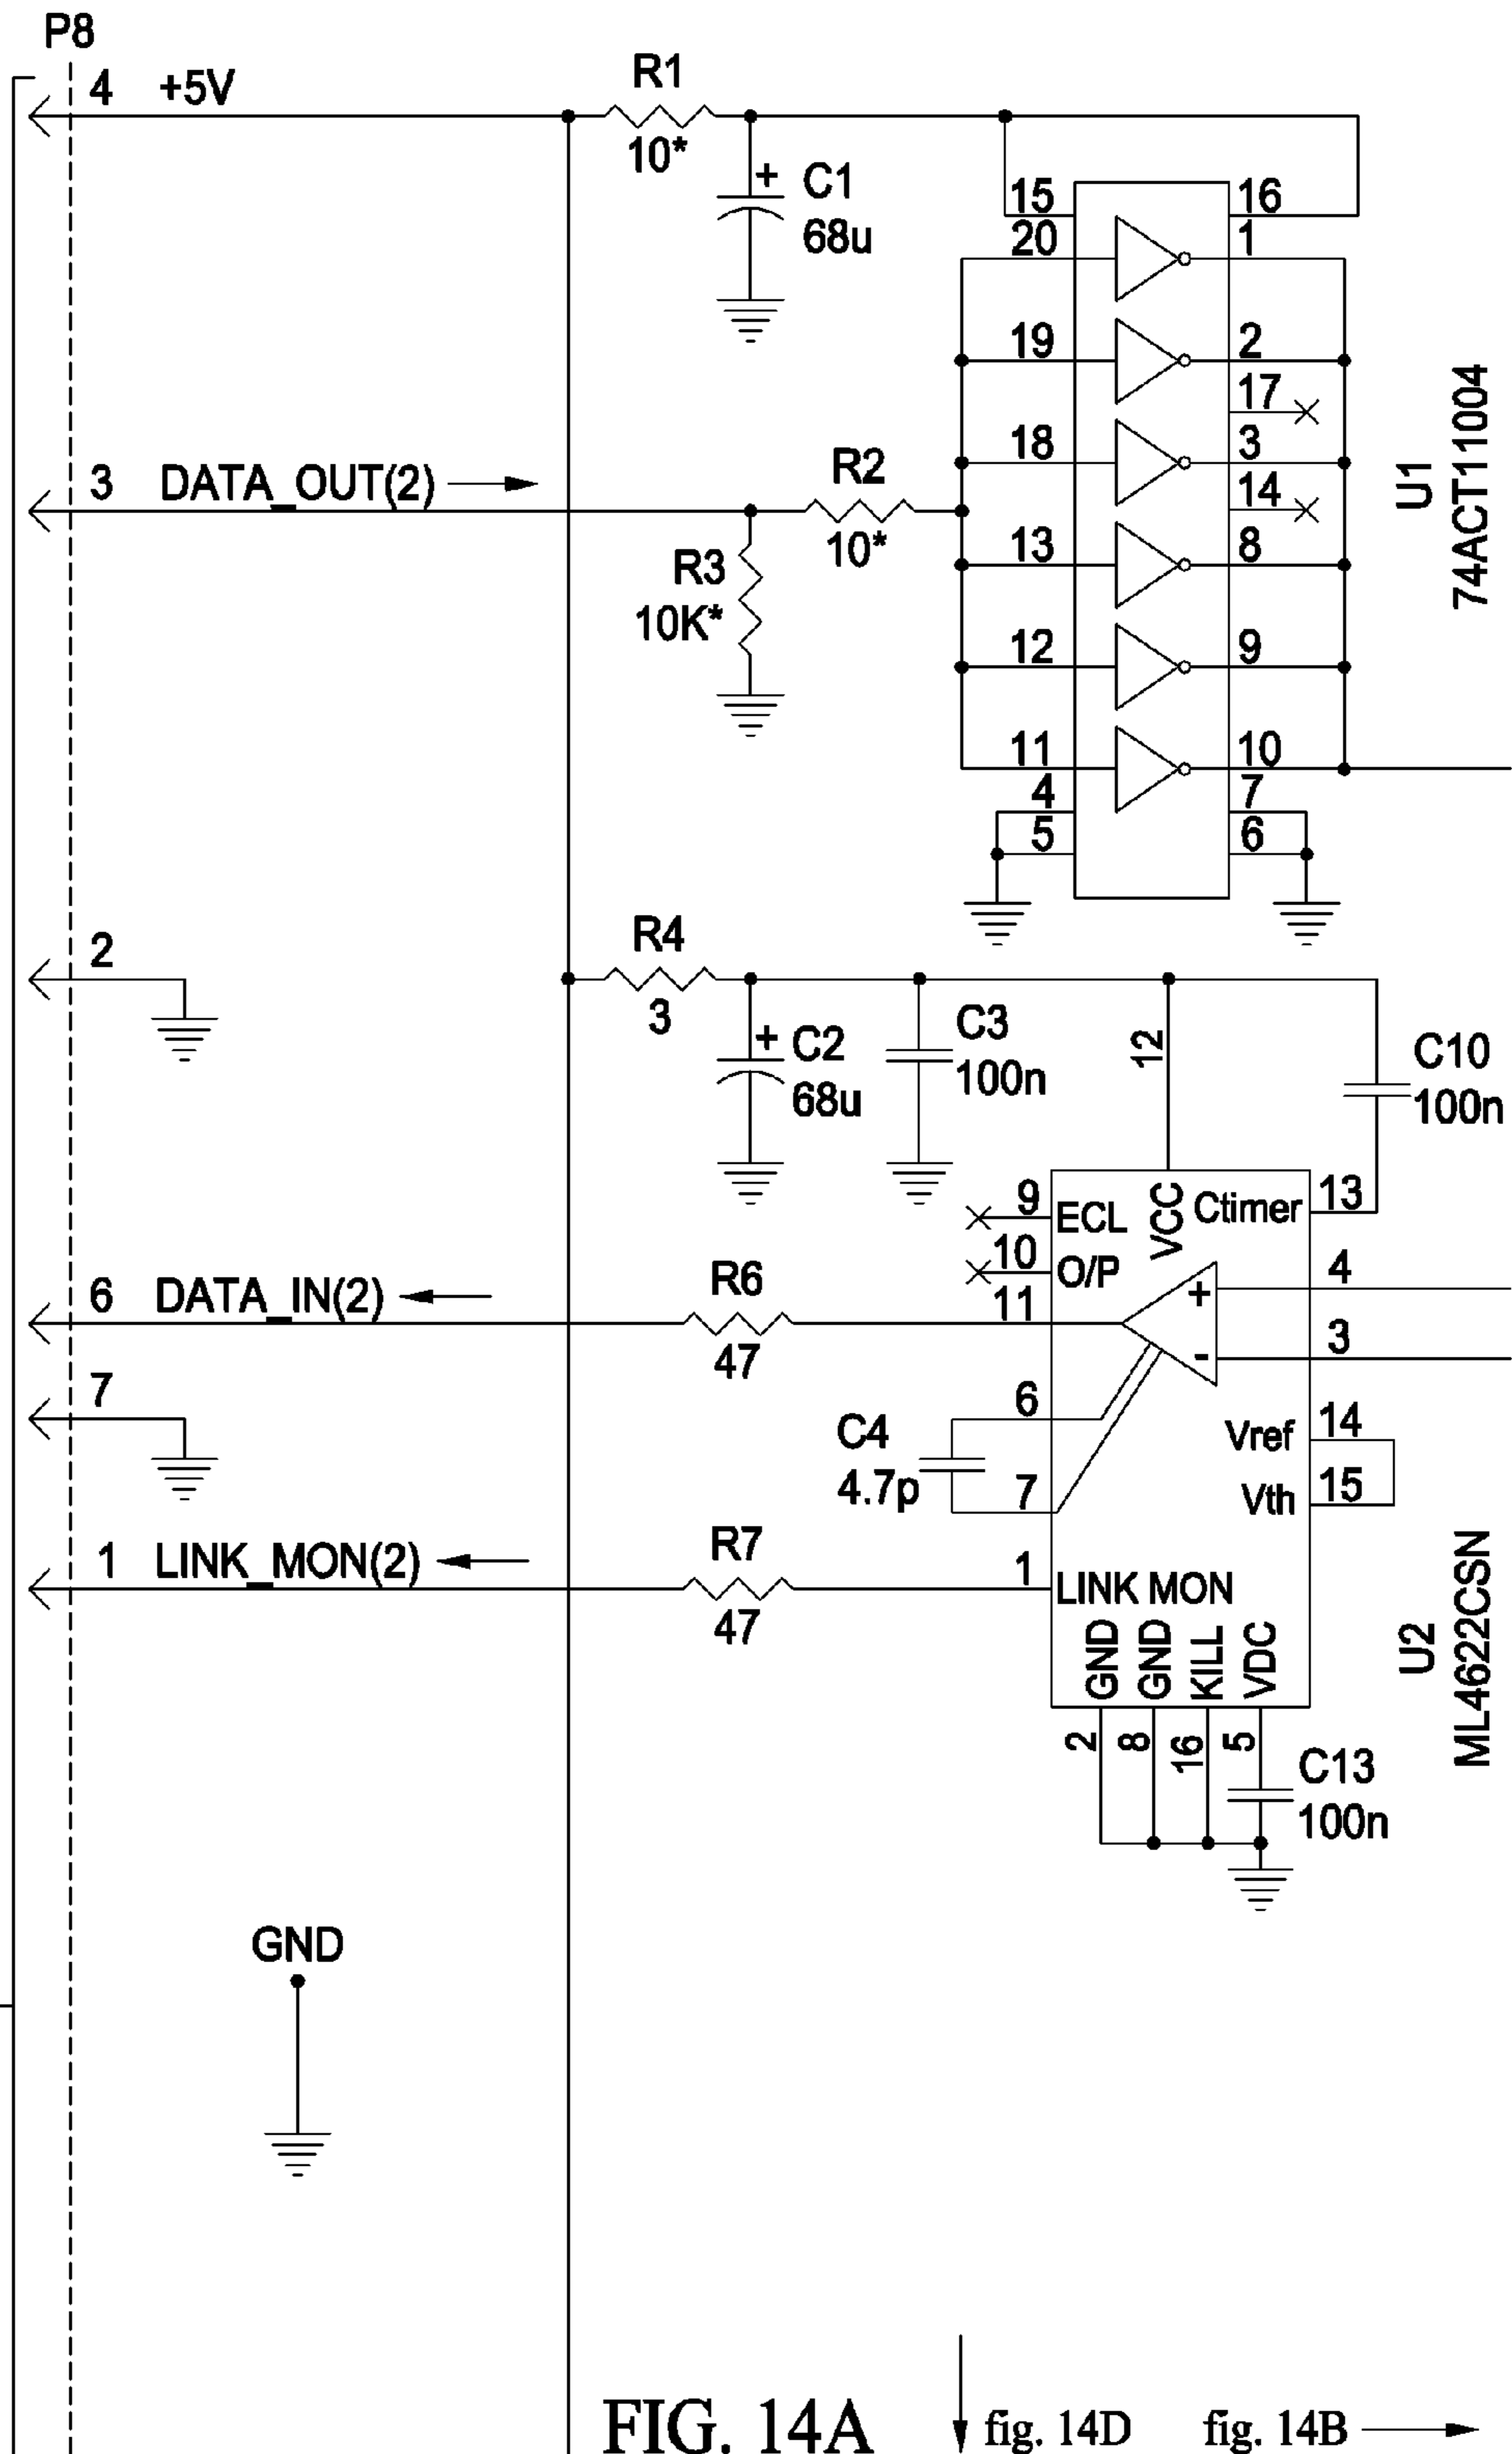 P8
4 +5V
R1
10*
+ C1
68u
15 16
20 1
19 2
17
18 3
14
3 DATA_OUT(2)
R2
10*
R3
10K*
13 8
12 9
11 10
4 7
5 6
U1
74ACT11004
2
R4
3
+ C2
68u
C3
100n
12
C10
100n
9 ECL VCC Ctimer 13
10 O/P
6 DATA_IN(2)
R6
47
11 + 4
- 3
7
6
C4
4.7p
7
Vref 14
Vth 15
1 LINK_MON(2)
R7
47
1 LINK MON
GND GND KILL VDC
2 8 16 5
C13
100n
U2
ML4622CSN
GND
FIG. 14A fig. 14D fig. 14B